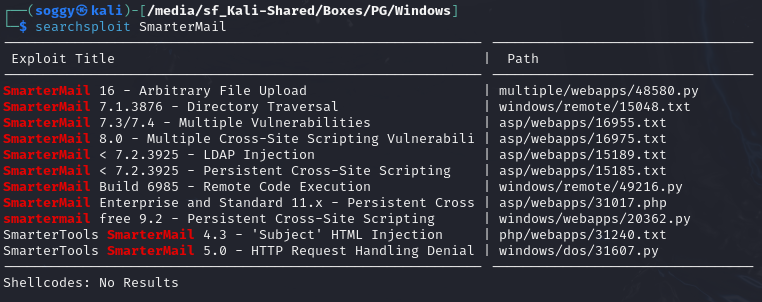 ┌──(soggy㉿kali)-[/media/sf_Kali-Shared/Boxes/PG/Windows]
└─$ searchsploit SmarterMail
Exploit Title | Path
SmarterMail 16 - Arbitrary File Upload | multiple/webapps/48580.py
SmarterMail 7.1.3876 - Directory Traversal | windows/remote/15048.txt
SmarterMail 7.3/7.4 - Multiple Vulnerabilities | asp/webapps/16955.txt
SmarterMail 8.0 - Multiple Cross-Site Scripting Vulnerabili | asp/webapps/16975.txt
SmarterMail < 7.2.3925 - LDAP Injection | asp/webapps/15189.txt
SmarterMail < 7.2.3925 - Persistent Cross-Site Scripting | asp/webapps/15185.txt
SmarterMail Build 6985 - Remote Code Execution | windows/remote/49216.py
SmarterMail Enterprise and Standard 11.x - Persistent Cross | asp/webapps/31017.php
smartermail free 9.2 - Persistent Cross-Site Scripting | windows/webapps/20362.py
SmarterTools SmarterMail 4.3 - 'Subject' HTML Injection | php/webapps/31240.txt
SmarterTools SmarterMail 5.0 - HTTP Request Handling Denial | windows/dos/31607.py
Shellcodes: No Results